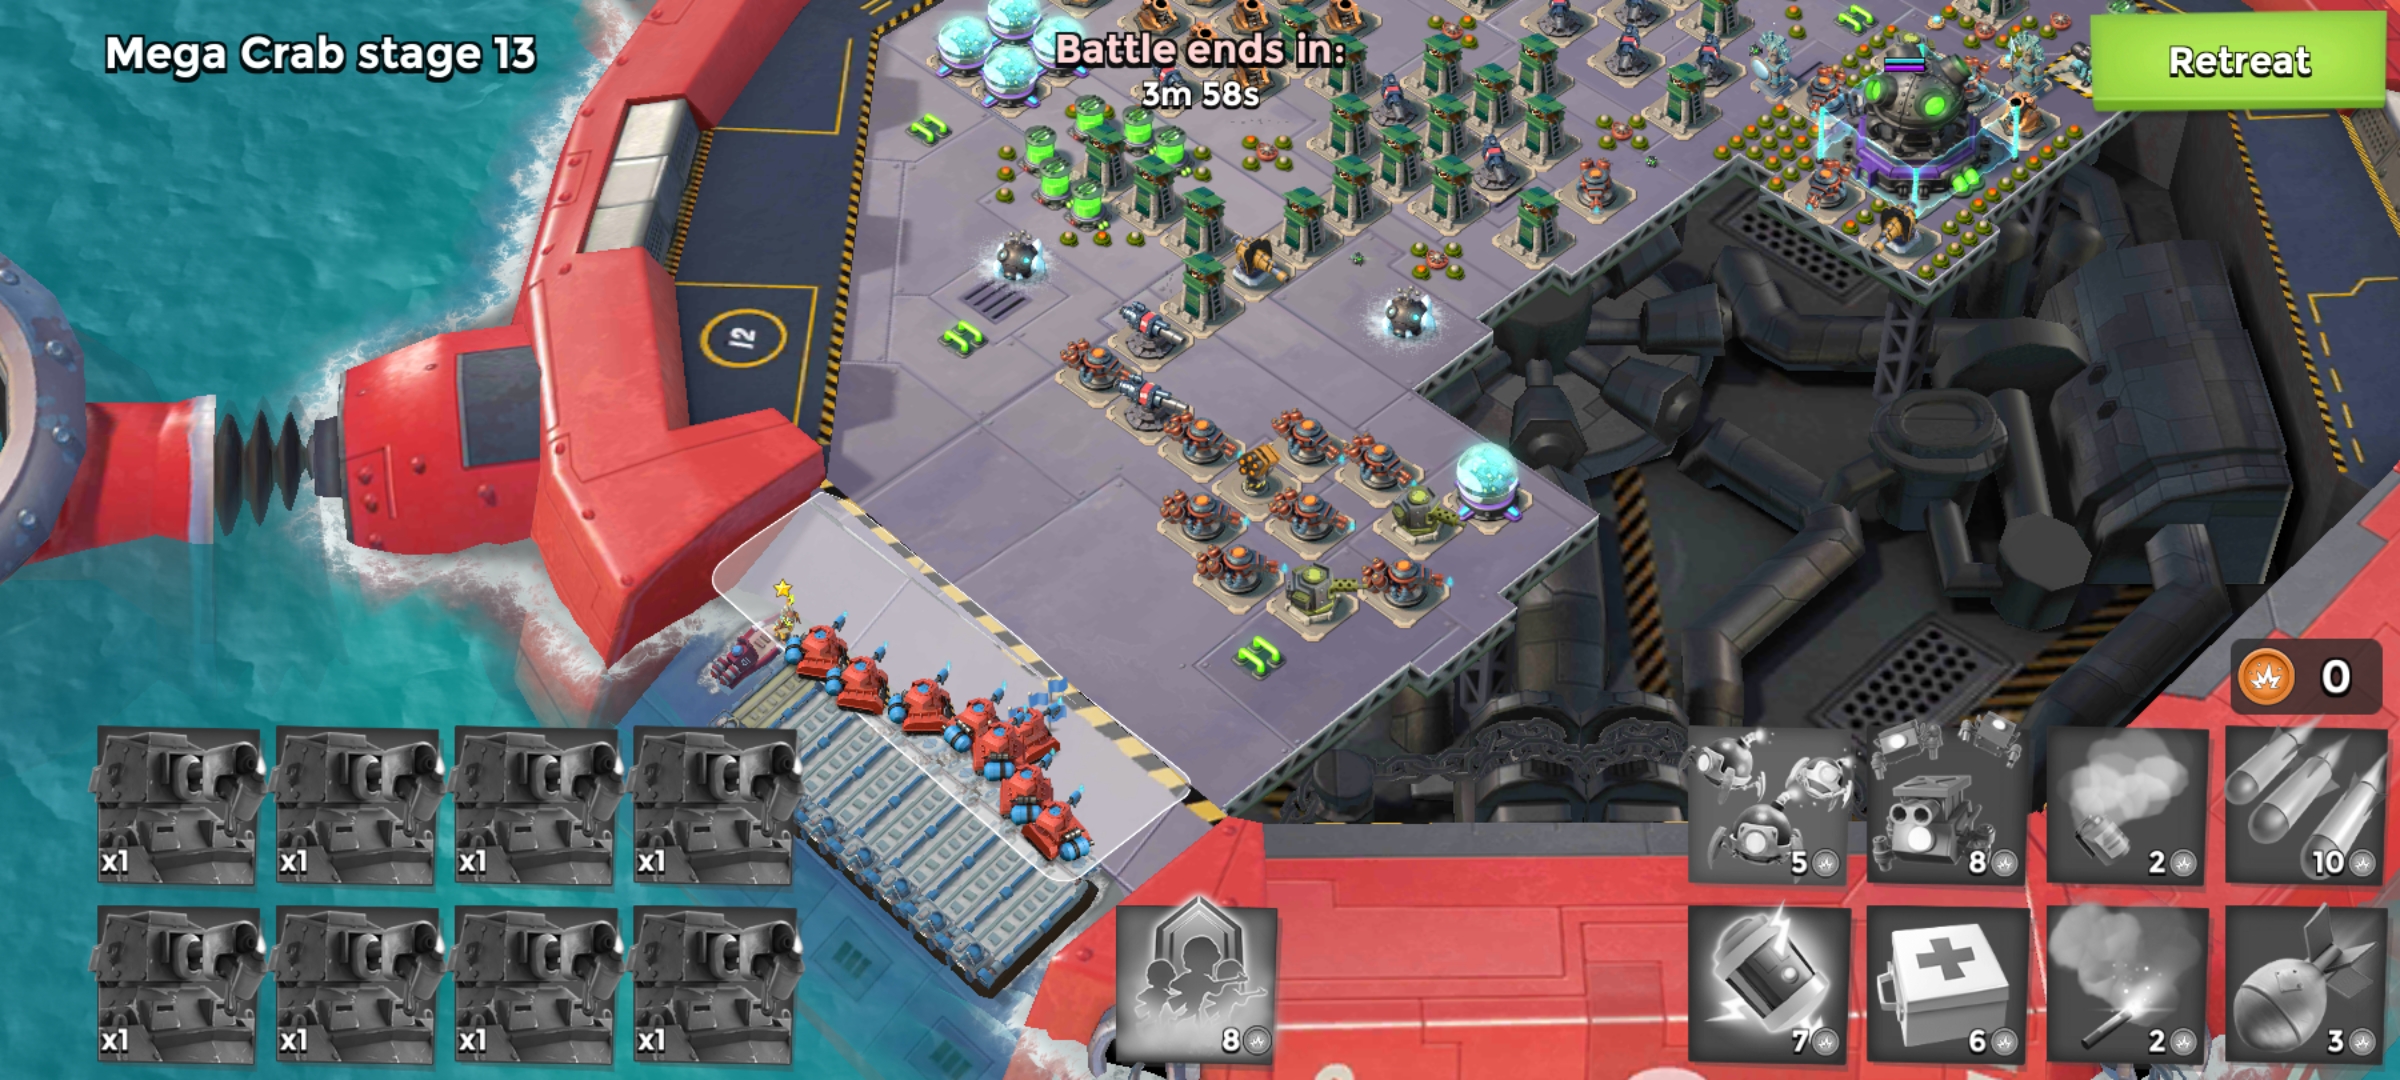 Mega Crab stage 13
Battle ends in:
3m 58s
Retreat
12
0
x1
x1
x1
x1
5
8
2
10
x1
x1
x1
x1
8
7
6
2
3